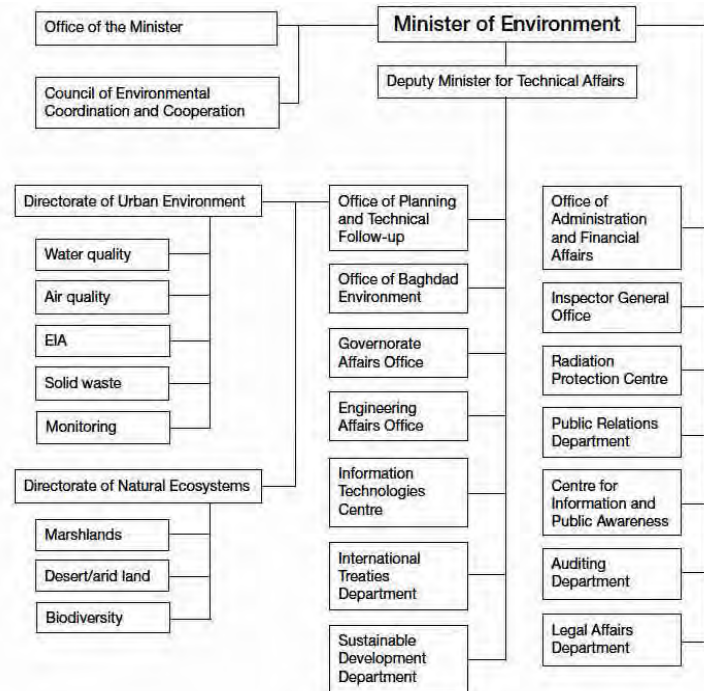 Office of the Minister
Minister of Environment
Council of Environmental
Coordination and Cooperation
Deputy Minister for Technical Affairs
Directorate of Urban Environment
Water quality
Air quality
EIA
Solid waste
Monitoring
Directorate of Natural Ecosystems
Marshlands
Desert/arid land
Biodiversity
Office of Planning
and Technical
Follow-up
Office of Baghdad
Environment
Governorate
Affairs Office
Engineering
Affairs Office
Information
Technologies
Centre
International
Treaties
Department
Sustainable
Development
Department
Office of
Administration
and Financial
Affairs
Inspector General
Office
Radiation
Protection Centre
Public Relations
Department
Centre for
Information and
Public Awareness
Auditing
Department
Legal Affairs
Department